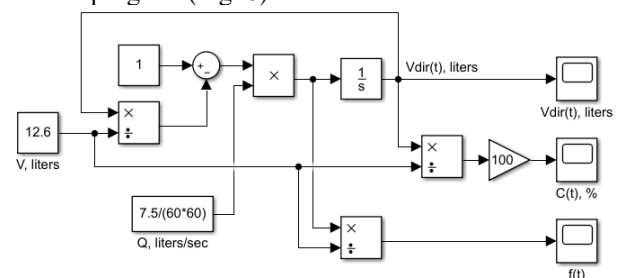 1
+
−
×
1
s
Vdir(t), liters
Vdir(t), liters
×
÷
12.6
V, liters
×
÷
100
C(t), %
7.5/(60*60)
Q, liters/sec
×
÷
f(t)